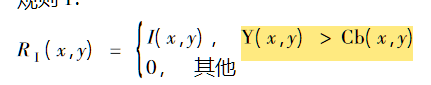 规则1:
R₁(x,y) = { I(x,y), Y(x,y) > Cb(x,y)
0, 其他